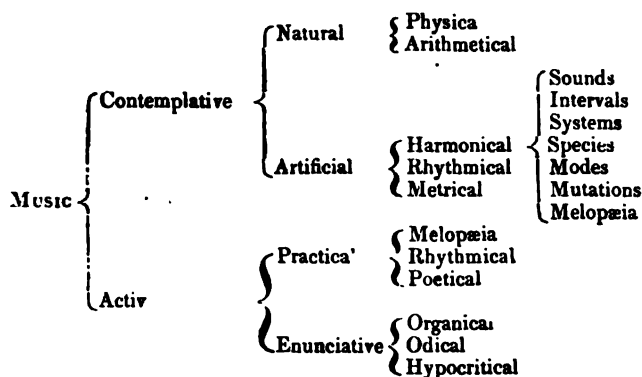 Natural
Physica
Arithmetical
Contemplative
Artificial
Harmonical
Rhythmical
Metrical
Sounds
Intervals
Systems
Species
Modes
Mutations
Melopæia
MUSIC
Activ
Practica'
Melopæia
Rhythmical
Poetical
Enunciative
Organical
Odical
Hypocritical